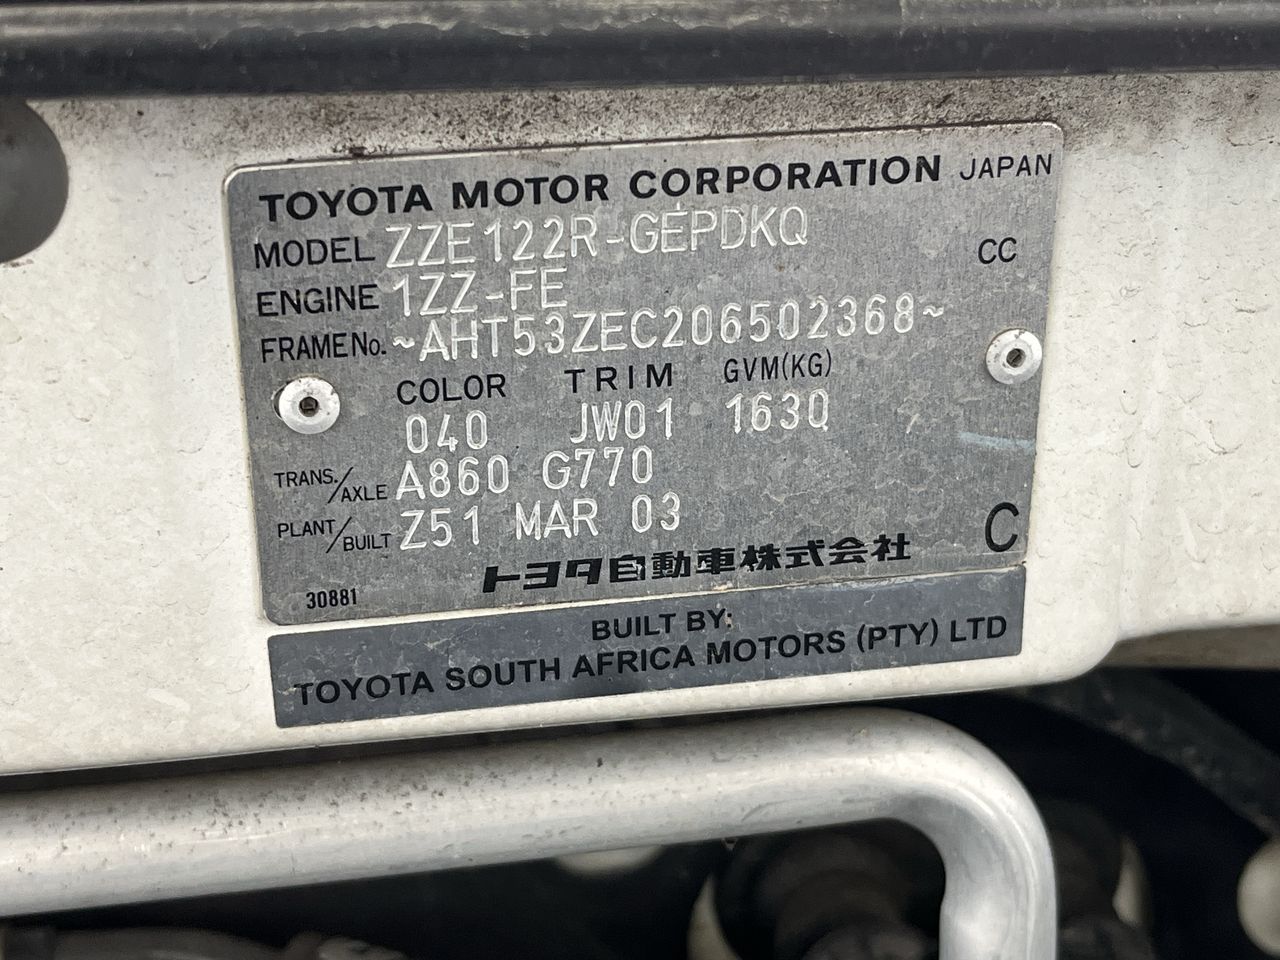 TOYOTA MOTOR CORPORATION JAPAN
MODEL ZZE122R-GEPDKQ
CC
ENGINE 1ZZ-FE
FRAME No. ~AHT53ZEC206502368~
COLOR TRIM GVM(KG)
040 JW01 1630
TRANS./AXLE A860 G770
PLANT/BUILT Z51 MAR 03
C
トヨタ自動車株式会社
30881
BUILT BY:
TOYOTA SOUTH AFRICA MOTORS (PTY) LTD